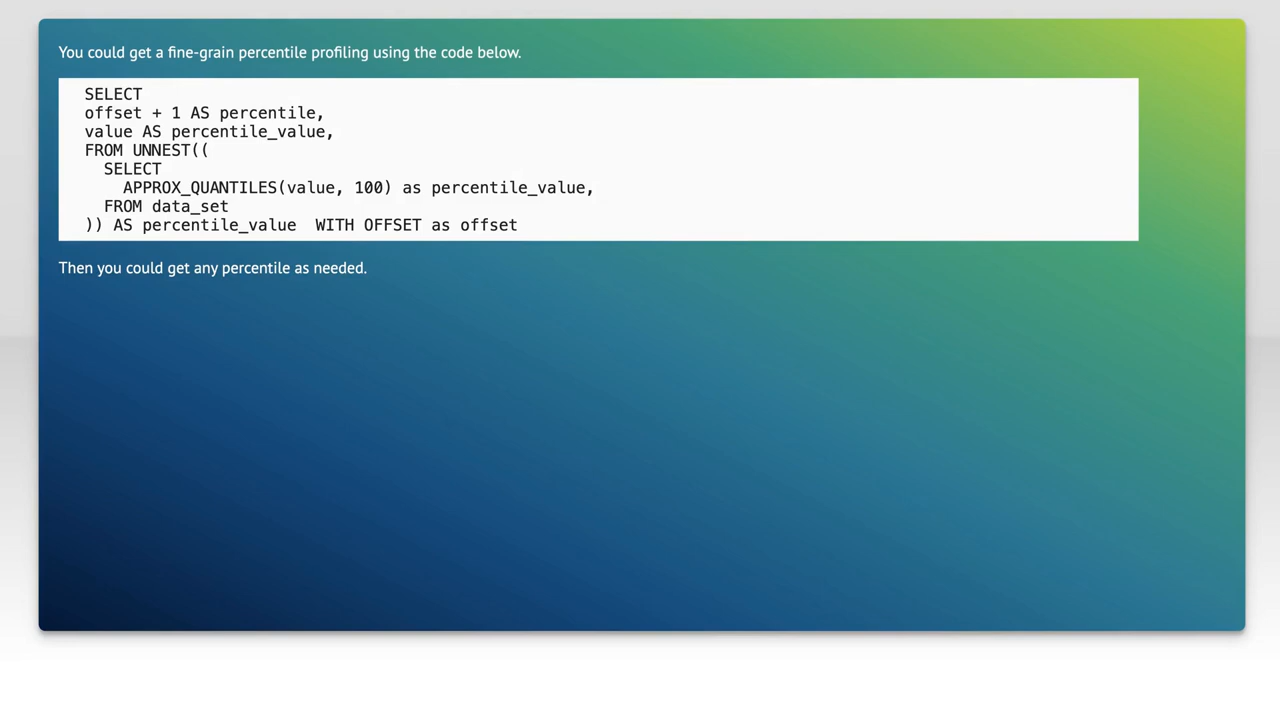 You could get a fine-grain percentile profiling using the code below.
SELECT
offset + 1 AS percentile,
value AS percentile_value,
FROM UNNEST((
SELECT
APPROX_QUANTILES(value, 100) as percentile_value,
FROM data_set
)) AS percentile_value  WITH OFFSET as offset
Then you could get any percentile as needed.